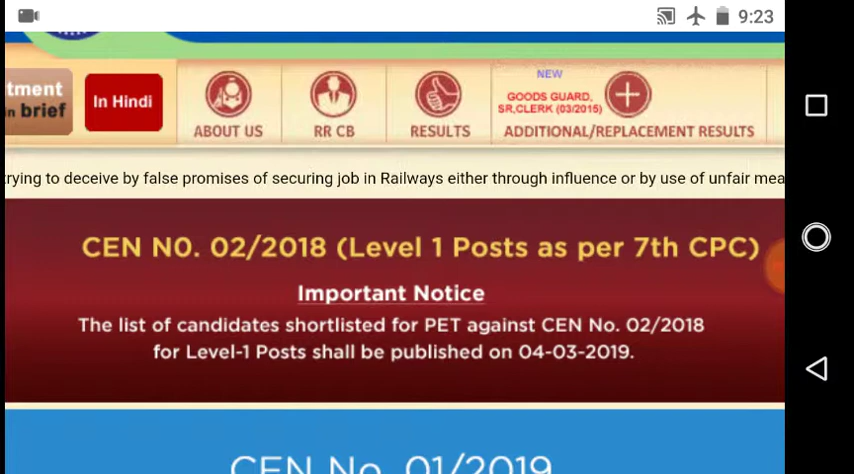 9:23
tment
n brief
In Hindi
ABOUT US
RR CB
RESULTS
NEW
GOODS GUARD,
SR,CLERK (03/2015)
ADDITIONAL/REPLACEMENT RESULTS
trying to deceive by false promises of securing job in Railways either through influence or by use of unfair mea
CEN NO. 02/2018 (Level 1 Posts as per 7th CPC)
Important Notice
The list of candidates shortlisted for PET against CEN No. 02/2018
for Level-1 Posts shall be published on 04-03-2019.
CEN No. 01/2019